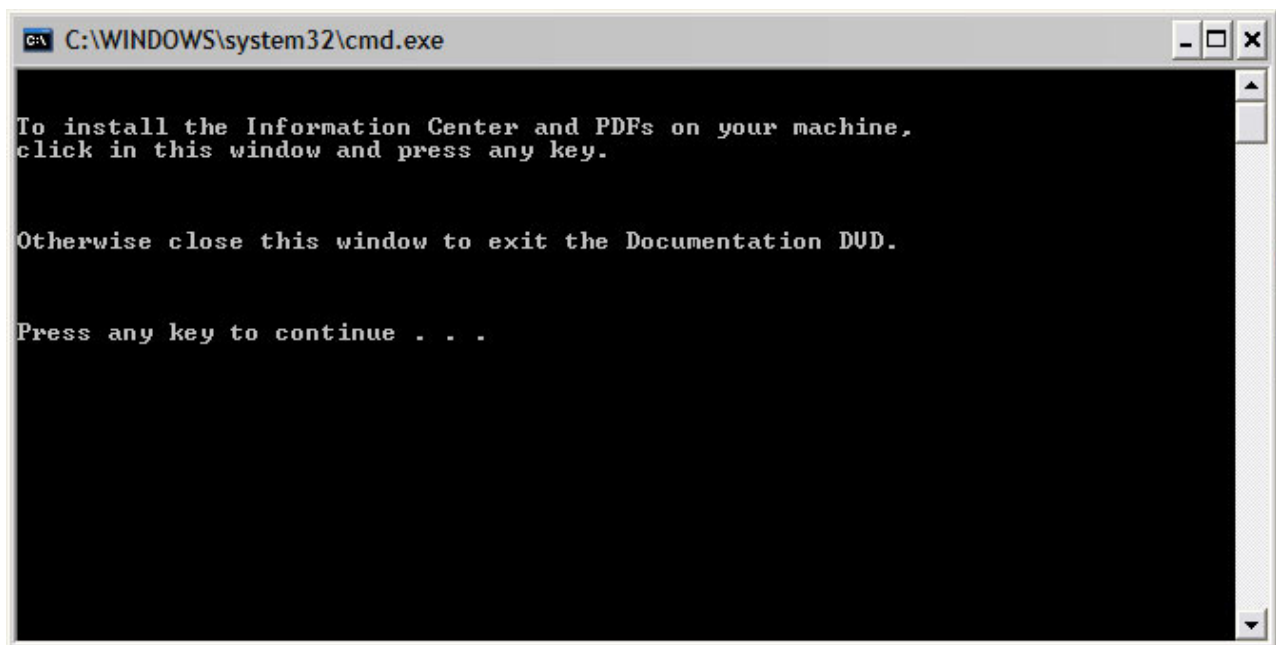 C:\WINDOWS\system32\cmd.exe
To install the Information Center and PDFs on your machine,
click in this window and press any key.
Otherwise close this window to exit the Documentation DVD.
Press any key to continue . . .